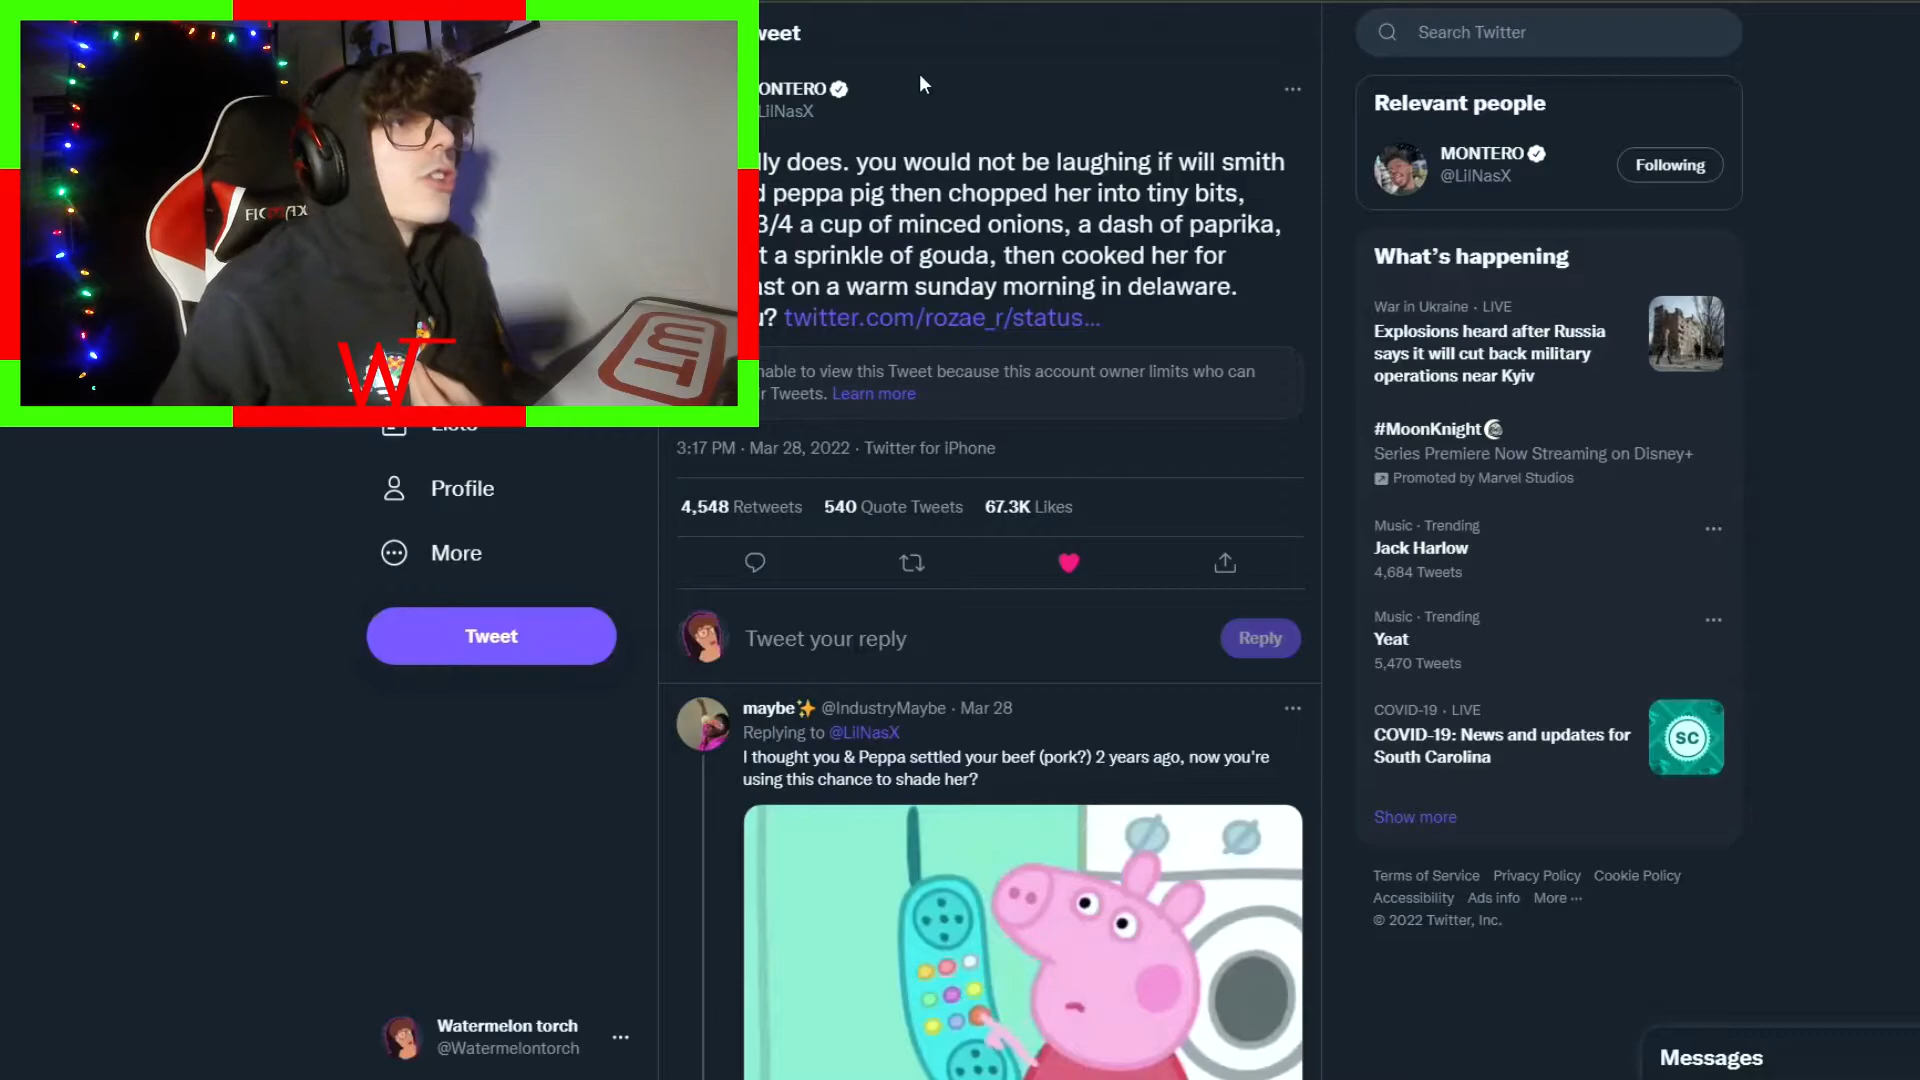 weet
ONTERO
LilNasX
lly does. you would not be laughing if will smith
d peppa pig then chopped her into tiny bits,
3/4 a cup of minced onions, a dash of paprika,
t a sprinkle of gouda, then cooked her for
ast on a warm sunday morning in delaware.
u? twitter.com/rozae_r/status...
nable to view this Tweet because this account owner limits who can
r Tweets. Learn more
3:17 PM · Mar 28, 2022 · Twitter for iPhone
4,548 Retweets 540 Quote Tweets 67.3K Likes
Tweet your reply
Reply
maybe✨ @IndustryMaybe · Mar 28
Replying to @LilNasX
I thought you & Peppa settled your beef (pork?) 2 years ago, now you're
using this chance to shade her?
W
WT
Lists
Profile
More
Tweet
Watermelon torch
@Watermelontorch
Search Twitter
Relevant people
MONTERO
@LilNasX
Following
What's happening
War in Ukraine · LIVE
Explosions heard after Russia
says it will cut back military
operations near Kyiv
#MoonKnight
Series Premiere Now Streaming on Disney+
Promoted by Marvel Studios
Music · Trending
Jack Harlow
4,684 Tweets
Music · Trending
Yeat
5,470 Tweets
COVID-19 · LIVE
COVID-19: News and updates for
South Carolina
SC
Show more
Terms of Service Privacy Policy Cookie Policy
Accessibility Ads info More ···
© 2022 Twitter, Inc.
Messages